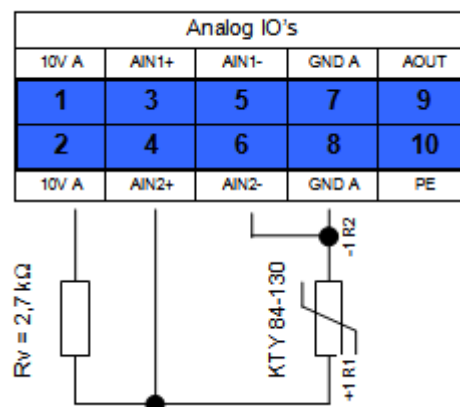 Analog IO's
10V A AIN1+ AIN1- GND A AOUT
1 3 5 7 9
2 4 6 8 10
10V A AIN2+ AIN2- GND A PE
-1 R2
Rv = 2,7 kΩ
KTY 84-130
+1 R1